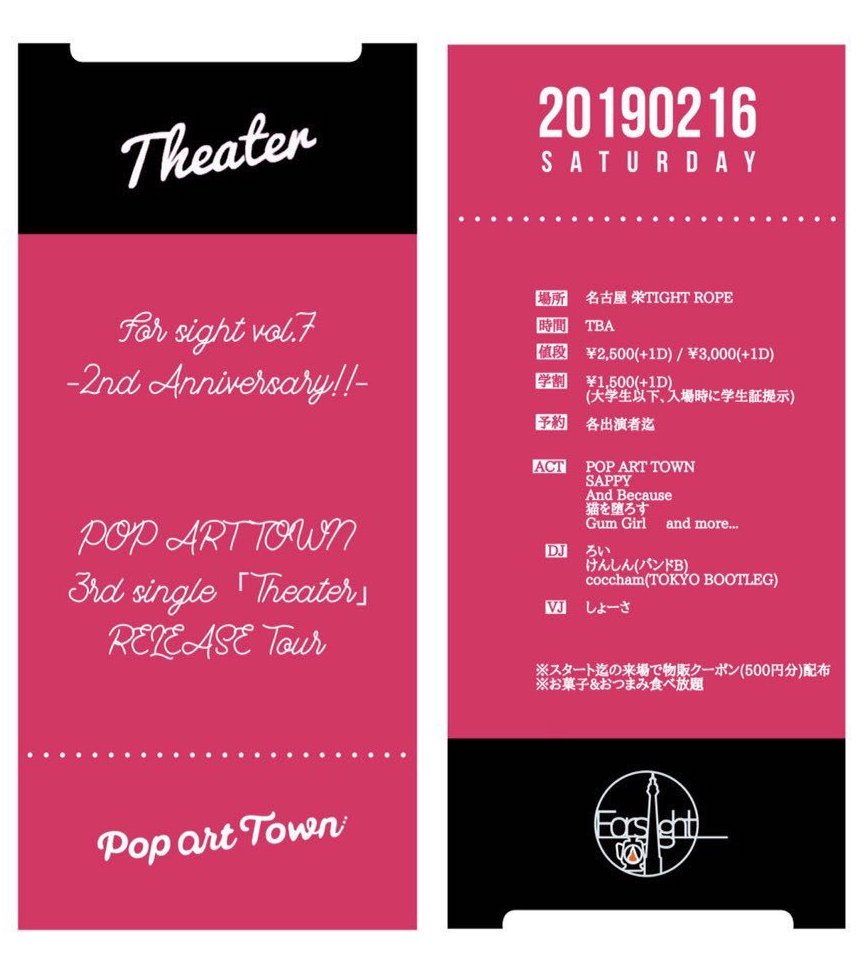 Theater
For sight vol.7
-2nd Anniversary!!-
POP ART TOWN
3rd single「Theater」
RELEASE Tour
Pop art Town
20190216
SATURDAY
場所 名古屋 栄TIGHT ROPE
時間 TBA
値段 ¥2,500(+1D) / ¥3,000(+1D)
学割 ¥1,500(+1D)
(大学生以下、入場時に学生証提示)
予約 各出演者迄
ACT POP ART TOWN
SAPPY
And Because
猫を堕ろす
Gum Girl and more...
DJ ろい
けんしん(バンドB)
coccham(TOKYO BOOTLEG)
VJ しょーさ
※スタート迄の来場で物販クーポン(500円分)配布
※お菓子&おつまみ食べ放題
Forsight